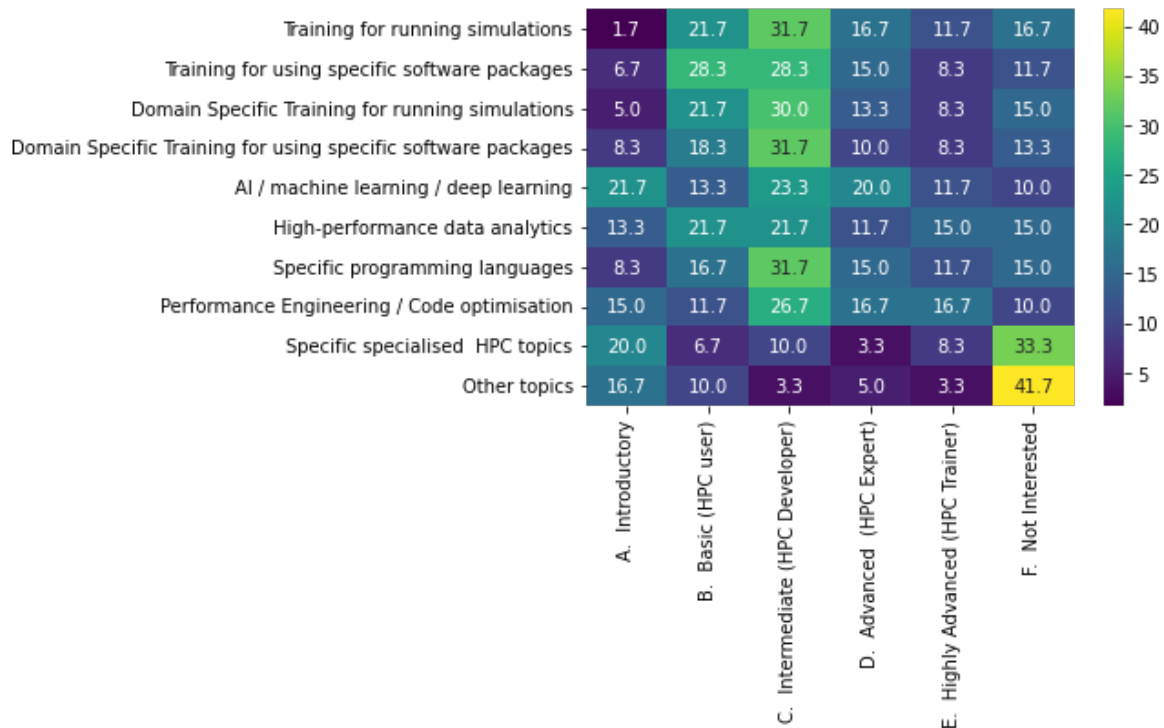 Training for running simulations 1.7 21.7 31.7 16.7 11.7 16.7
Training for using specific software packages 6.7 28.3 28.3 15.0 8.3 11.7
Domain Specific Training for running simulations 5.0 21.7 30.0 13.3 8.3 15.0
Domain Specific Training for using specific software packages 8.3 18.3 31.7 10.0 8.3 13.3
AI / machine learning / deep learning 21.7 13.3 23.3 20.0 11.7 10.0
High-performance data analytics 13.3 21.7 21.7 11.7 15.0 15.0
Specific programming languages 8.3 16.7 31.7 15.0 11.7 15.0
Performance Engineering / Code optimisation 15.0 11.7 26.7 16.7 16.7 10.0
Specific specialised  HPC topics 20.0 6.7 10.0 3.3 8.3 33.3
Other topics 16.7 10.0 3.3 5.0 3.3 41.7
A.  Introductory
B.  Basic (HPC user)
C.  Intermediate (HPC Developer)
D.  Advanced  (HPC Expert)
E.  Highly Advanced (HPC Trainer)
F.  Not Interested
40
35
30
25
20
15
10
5